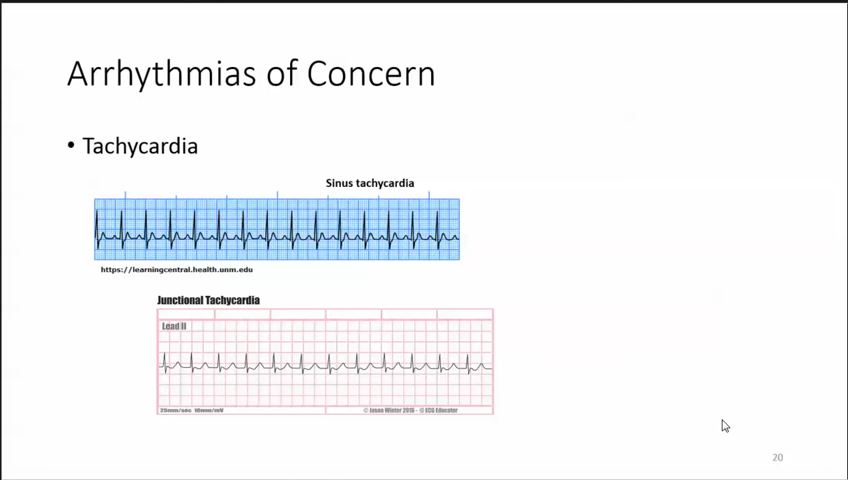 Arrhythmias of Concern
• Tachycardia
Sinus tachycardia
https://learningcentral.health.unm.edu
Junctional Tachycardia
Lead II
25mm/sec 10mm/mV
© Jason Winter 2016 - © ECG Educator
20